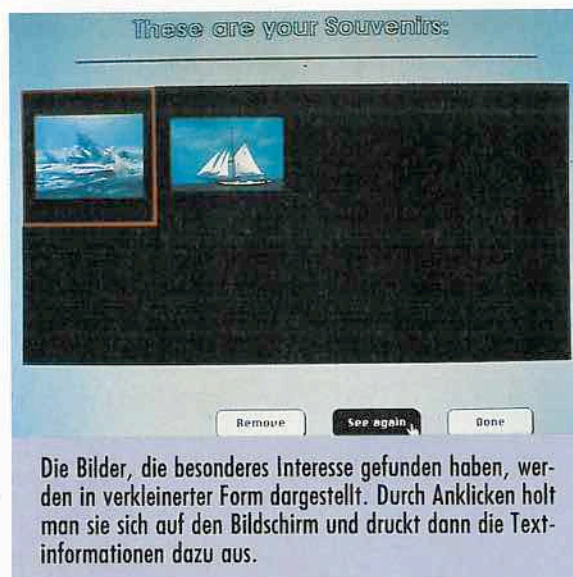 These are your Souvenirs:
Remove
See again
Done
Die Bilder, die besonderes Interesse gefunden haben, wer-
den in verkleinerter Form dargestellt. Durch Anklicken holt
man sie sich auf den Bildschirm und druckt dann die Text-
informationen dazu aus.